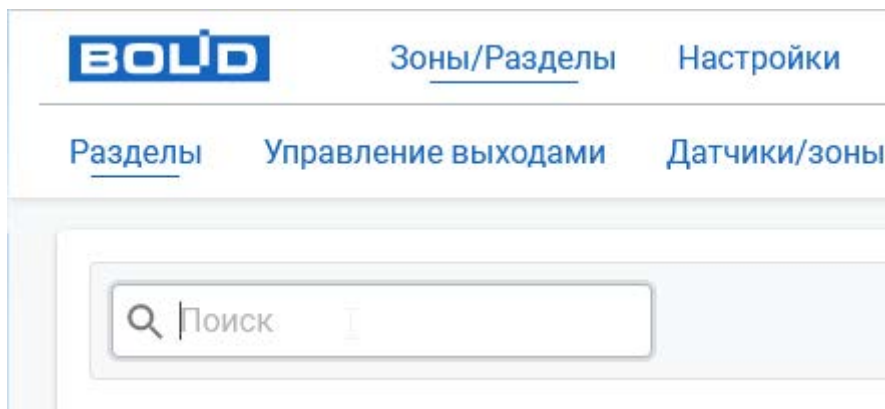 BOLID Зоны/Разделы Настройки
Разделы Управление выходами Датчики/зоны
Поиск